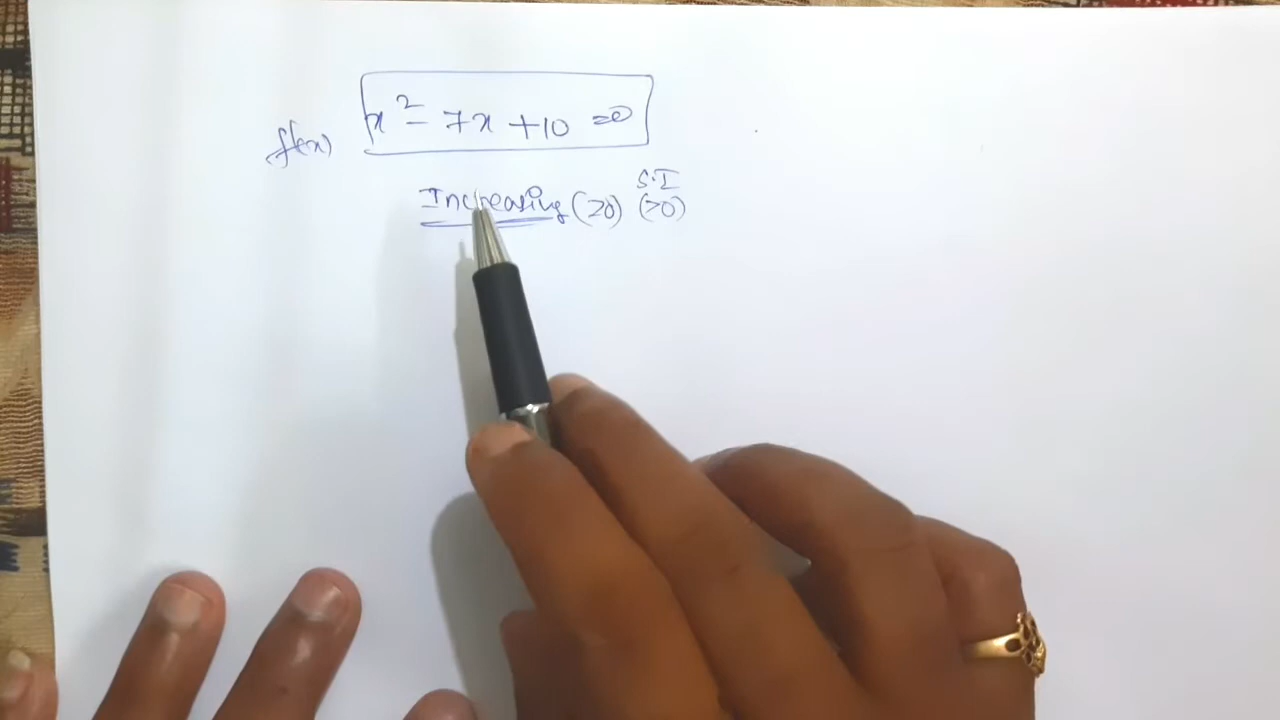 f(x) x² - 7x + 10 = 0
S.I
Increasing (≥0) (>0)